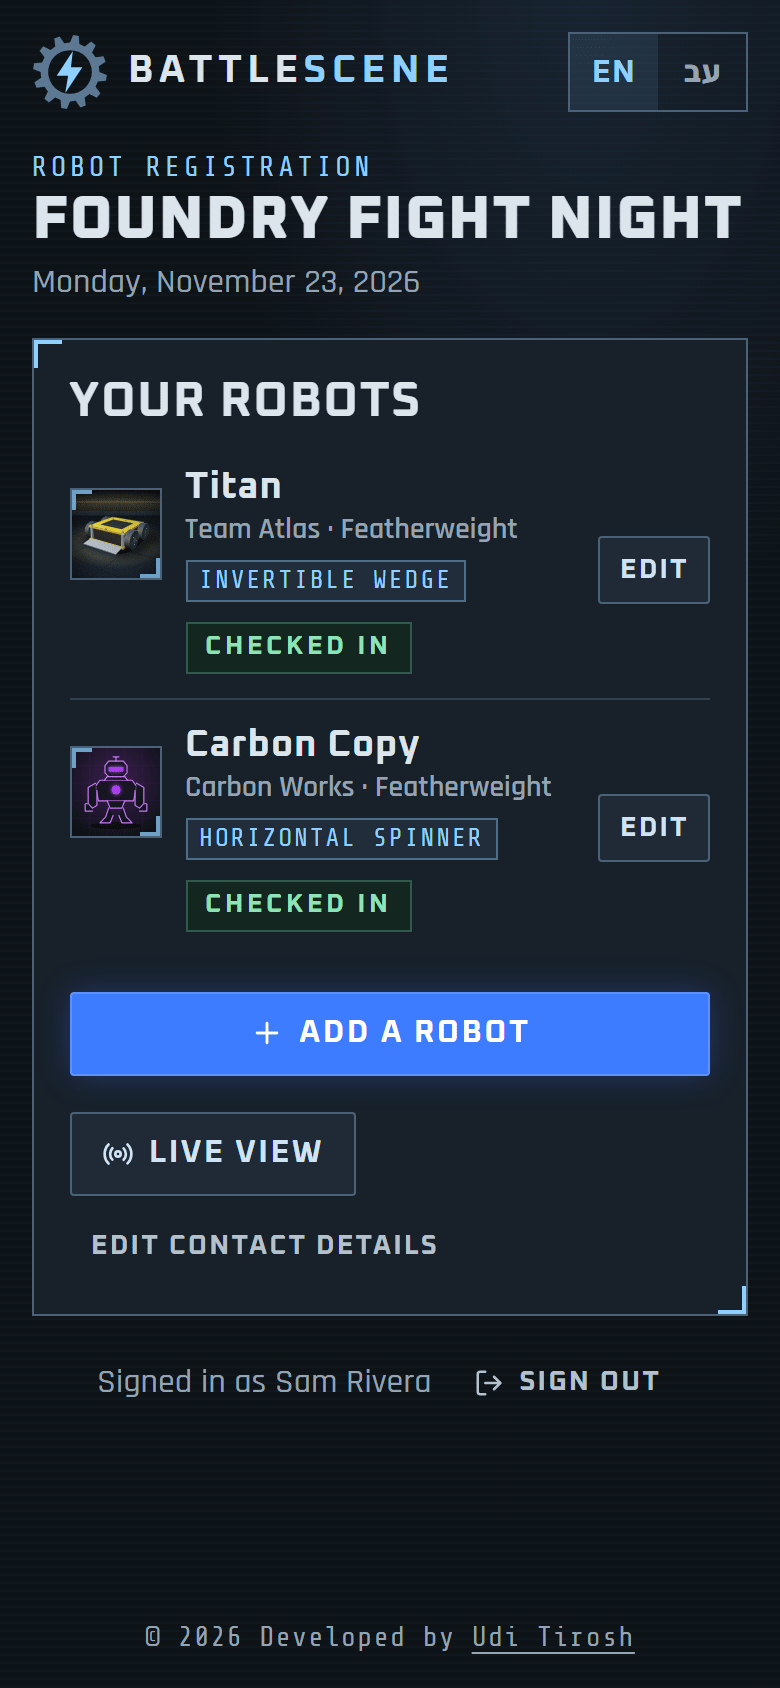 BATTLESCENE
EN עב
ROBOT REGISTRATION
FOUNDRY FIGHT NIGHT
Monday, November 23, 2026
YOUR ROBOTS
Titan
Team Atlas · Featherweight
INVERTIBLE WEDGE
CHECKED IN
EDIT
Carbon Copy
Carbon Works · Featherweight
HORIZONTAL SPINNER
CHECKED IN
EDIT
+ ADD A ROBOT
LIVE VIEW
EDIT CONTACT DETAILS
Signed in as Sam Rivera SIGN OUT
© 2026 Developed by Udi Tirosh